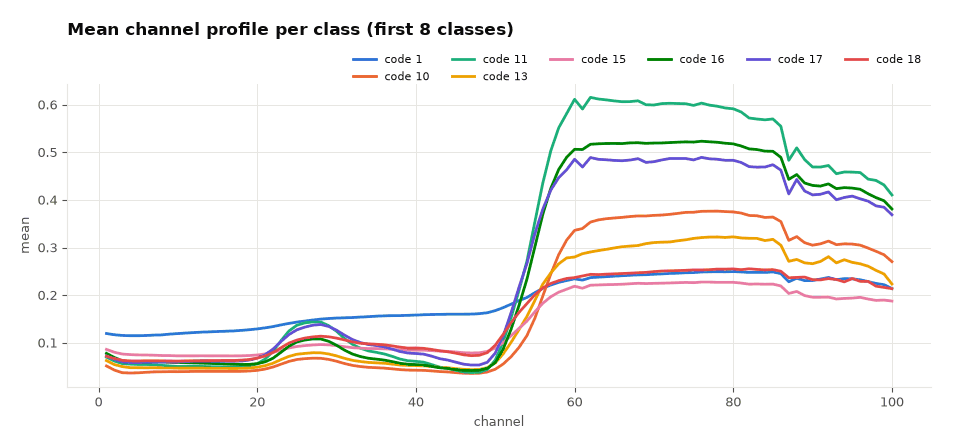 Mean channel profile per class (first 8 classes)
code 1 code 11 code 15 code 16 code 17 code 18
code 10 code 13
0.6
0.5
0.4
0.3
0.2
0.1
mean
0 20 40 60 80 100
channel